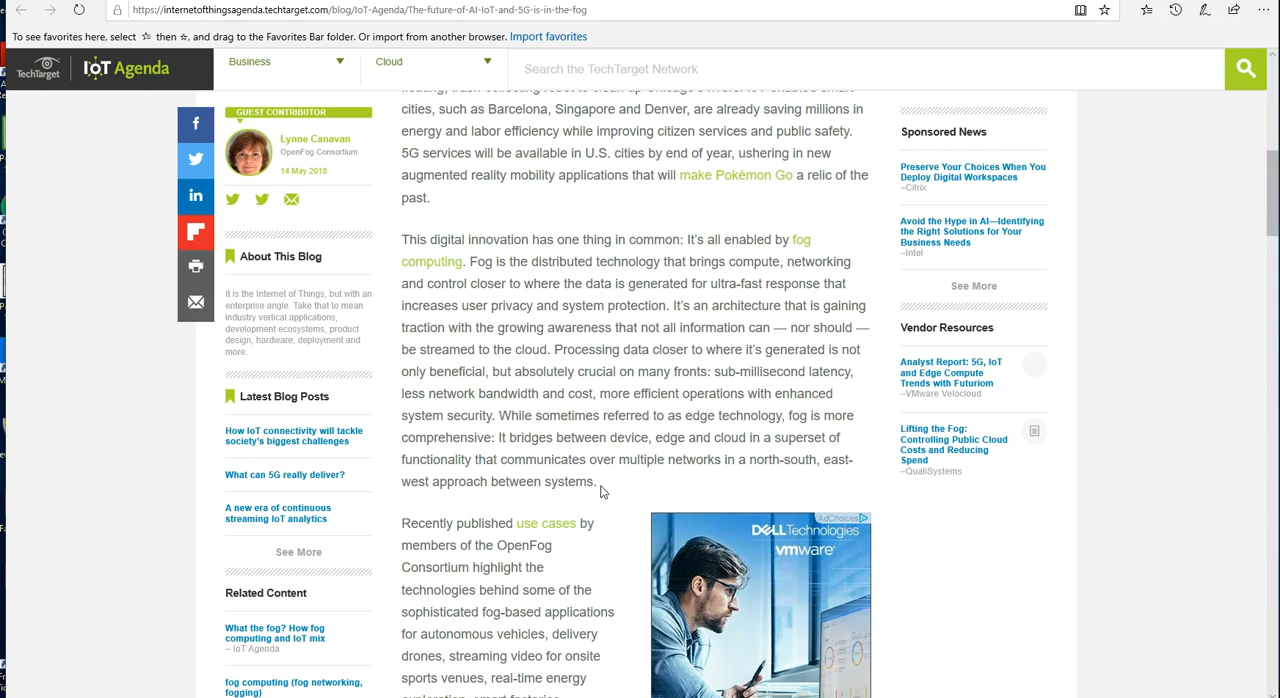 https://internetofthingsagenda.techtarget.com/blog/IoT-Agenda/The-future-of-AI-IoT-and-5G-is-in-the-fog
To see favorites here, select ☆ then ☆, and drag to the Favorites Bar folder. Or import from another browser. Import favorites
TechTarget
IoT Agenda
Business
Cloud
Search the TechTarget Network
GUEST CONTRIBUTOR
Lynne Canavan
OpenFog Consortium
14 May 2018
About This Blog
It is the Internet of Things, but with an
enterprise angle. Take that to mean
industry vertical applications,
development ecosystems, product
design, hardware, deployment and
more.
Latest Blog Posts
How IoT connectivity will tackle
society's biggest challenges
What can 5G really deliver?
A new era of continuous
streaming IoT analytics
See More
Related Content
What the fog? How fog
computing and IoT mix
– IoT Agenda
fog computing (fog networking,
fogging)
cities, such as Barcelona, Singapore and Denver, are already saving millions in
energy and labor efficiency while improving citizen services and public safety.
5G services will be available in U.S. cities by end of year, ushering in new
augmented reality mobility applications that will make Pokémon Go a relic of the
past.
This digital innovation has one thing in common: It's all enabled by fog
computing. Fog is the distributed technology that brings compute, networking
and control closer to where the data is generated for ultra-fast response that
increases user privacy and system protection. It's an architecture that is gaining
traction with the growing awareness that not all information can — nor should —
be streamed to the cloud. Processing data closer to where it's generated is not
only beneficial, but absolutely crucial on many fronts: sub-millisecond latency,
less network bandwidth and cost, more efficient operations with enhanced
system security. While sometimes referred to as edge technology, fog is more
comprehensive: It bridges between device, edge and cloud in a superset of
functionality that communicates over multiple networks in a north-south, east-
west approach between systems.
Recently published use cases by
members of the OpenFog
Consortium highlight the
technologies behind some of the
sophisticated fog-based applications
for autonomous vehicles, delivery
drones, streaming video for onsite
sports venues, real-time energy
AdChoices
DELLTechnologies
vmware
Sponsored News
Preserve Your Choices When You
Deploy Digital Workspaces
–Citrix
Avoid the Hype in AI—Identifying
the Right Solutions for Your
Business Needs
–Intel
See More
Vendor Resources
Analyst Report: 5G, IoT
and Edge Compute
Trends with Futuriom
–VMware Velocloud
Lifting the Fog:
Controlling Public Cloud
Costs and Reducing
Spend
–QualiSystems